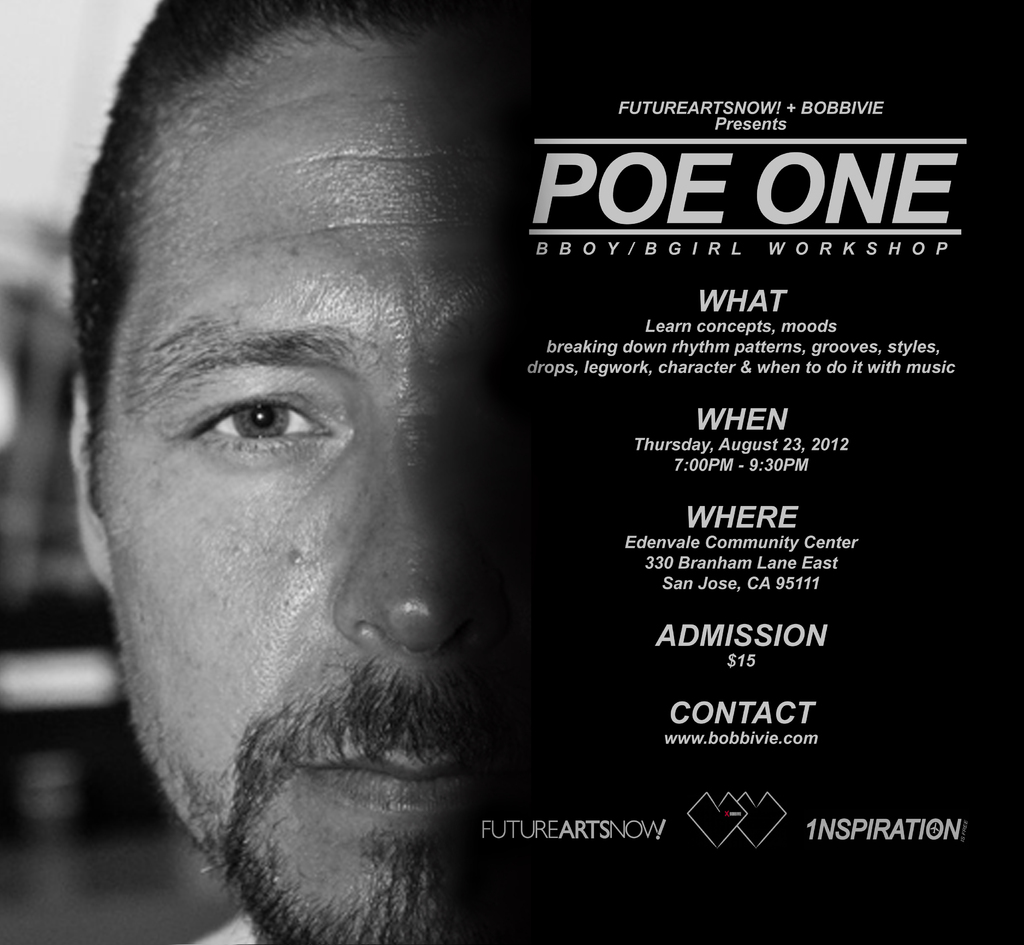 FUTUREARTSNOW! + BOBBIVIE
Presents
POE ONE
BBOY/BGIRL WORKSHOP
WHAT
Learn concepts, moods
breaking down rhythm patterns, grooves, styles,
drops, legwork, character & when to do it with music
WHEN
Thursday, August 23, 2012
7:00PM - 9:30PM
WHERE
Edenvale Community Center
330 Branham Lane East
San Jose, CA 95111
ADMISSION
$15
CONTACT
www.bobbivie.com
FUTUREARTSNOW!
1NSPIRATION